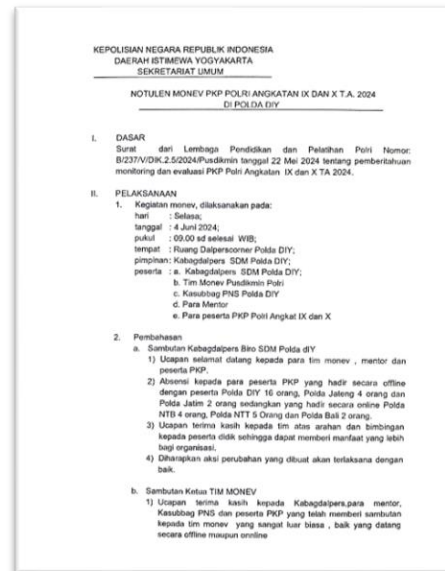 KEPOLISIAN NEGARA REPUBLIK INDONESIA
DAERAH ISTIMEWA YOGYAKARTA
SEKRETARIAT UMUM
NOTULEN MONEV PKP POLRI ANGKATAN IX DAN X T.A. 2024
DI POLDA DIY
I. DASAR
Surat dari Lembaga Pendidikan dan Pelatihan Polri Nomor:
B/237/V/DIK.2.5/2024/Pusdikmin tanggal 22 Mei 2024 tentang pemberitahuan
monitoring dan evaluasi PKP Polri Angkatan IX dan X TA 2024.
II. PELAKSANAAN
1. Kegiatan monev, dilaksanakan pada:
hari : Selasa;
tanggal : 4 Juni 2024;
pukul : 09.00 sd selesai WIB;
tempat : Ruang Dalperscorner Polda DIY;
pimpinan: Kabagdalpers SDM Polda DIY;
peserta : a. Kabagdalpers SDM Polda DIY;
b. Tim Monev Pusdikmin Polri
c. Kasubbag PNS Polda DIY
d. Para Mentor
e. Para peserta PKP Polri Angkat IX dan X
2. Pembahasan
a. Sambutan Kabagdalpers Biro SDM Polda dIY
1) Ucapan selamat datang kepada para tim monev , mentor dan
peserta PKP.
2) Absensi kepada para peserta PKP yang hadir secara offline
dengan peserta Polda DIY 16 orang, Polda Jateng 4 orang dan
Polda Jatim 2 orang sedangkan yang hadir secara online Polda
NTB 4 orang, Polda NTT 5 Orang dan Polda Bali 2 orang.
3) Ucapan terima kasih kepada tim atas arahan dan bimbingan
kepada peserta didik sehingga dapat memberi manfaat yang lebih
bagi organisasi.
4) Diharapkan aksi perubahan yang dibuat akan terlaksana dengan
baik.
b. Sambutan Ketua TIM MONEV
1) Ucapan terima kasih kepada Kabagdalpers,para mentor,
Kasubbag PNS dan peserta PKP yang telah memberi sambutan
kepada tim monev yang sangat luar biasa , baik yang datang
secara offline maupun onnline